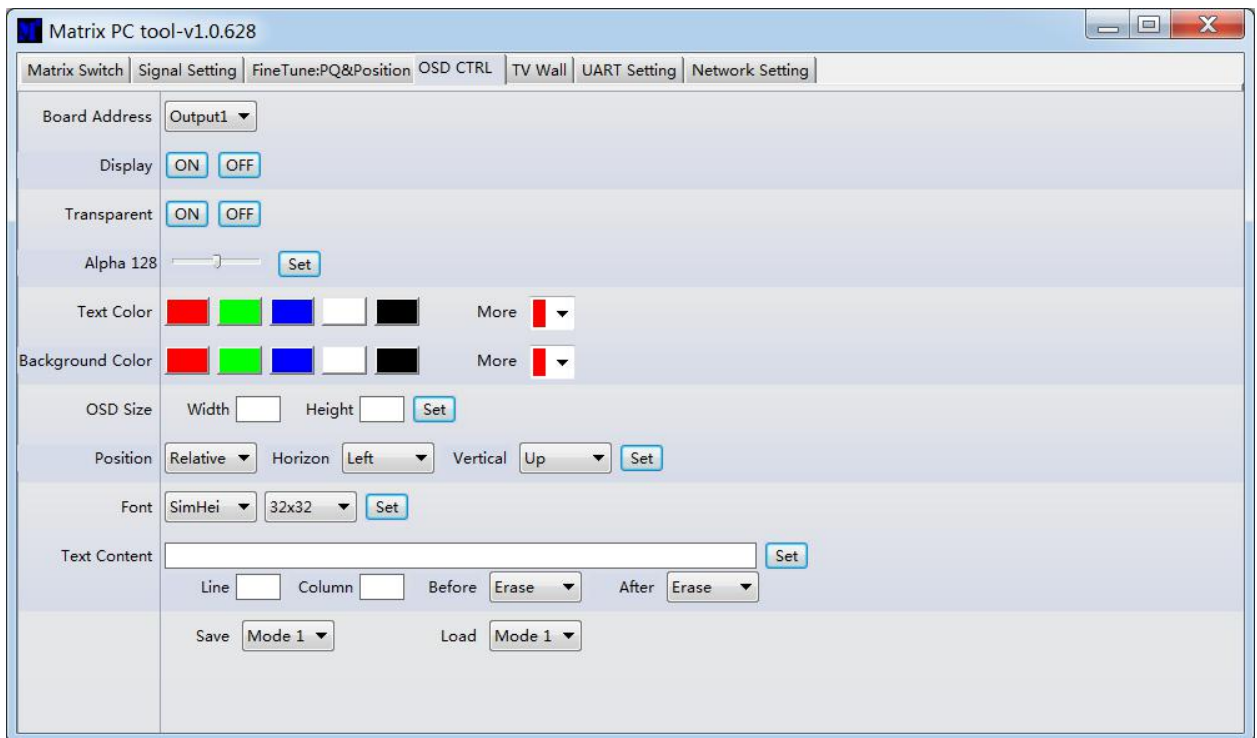 Matrix PC tool-v1.0.628
Matrix Switch Signal Setting FineTune:PQ&Position OSD CTRL TV Wall UART Setting Network Setting
Board Address Output1
Display ON OFF
Transparent ON OFF
Alpha 128 Set
Text Color More
Background Color More
OSD Size Width Height Set
Position Relative Horizon Left Vertical Up Set
Font SimHei 32x32 Set
Text Content Set
Line Column Before Erase After Erase
Save Mode 1 Load Mode 1